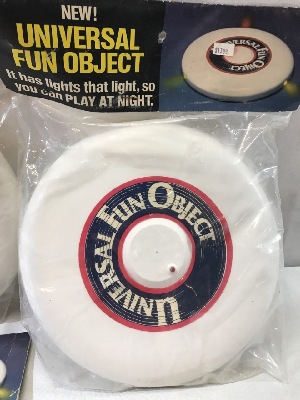 NEW!
UNIVERSAL
FUN OBJECT
It has lights that light, so
you can PLAY AT NIGHT.
UNIVERSAL FUN OBJECT
UNIVERSAL FUN OBJECT